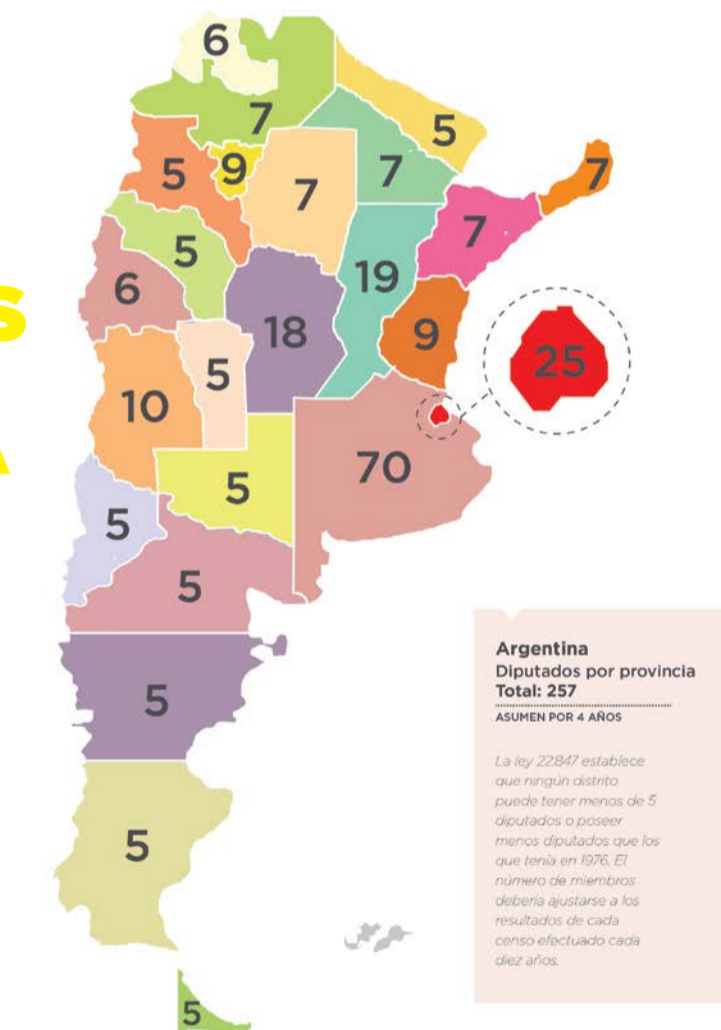 6
7
5
5
9
7
7
7
7
5
6
19
18
9
25
5
10
70
5
5
5
5
5
5
S
A
Argentina
Diputados por provincia
Total: 257
ASUMEN POR 4 AÑOS
La ley 22.847 establece
que ningún distrito
puede tener menos de 5
diputados o poseer
menos diputados que los
que tenía en 1976. El
número de miembros
debería ajustarse a los
resultados de cada
censo efectuado cada
diez años.